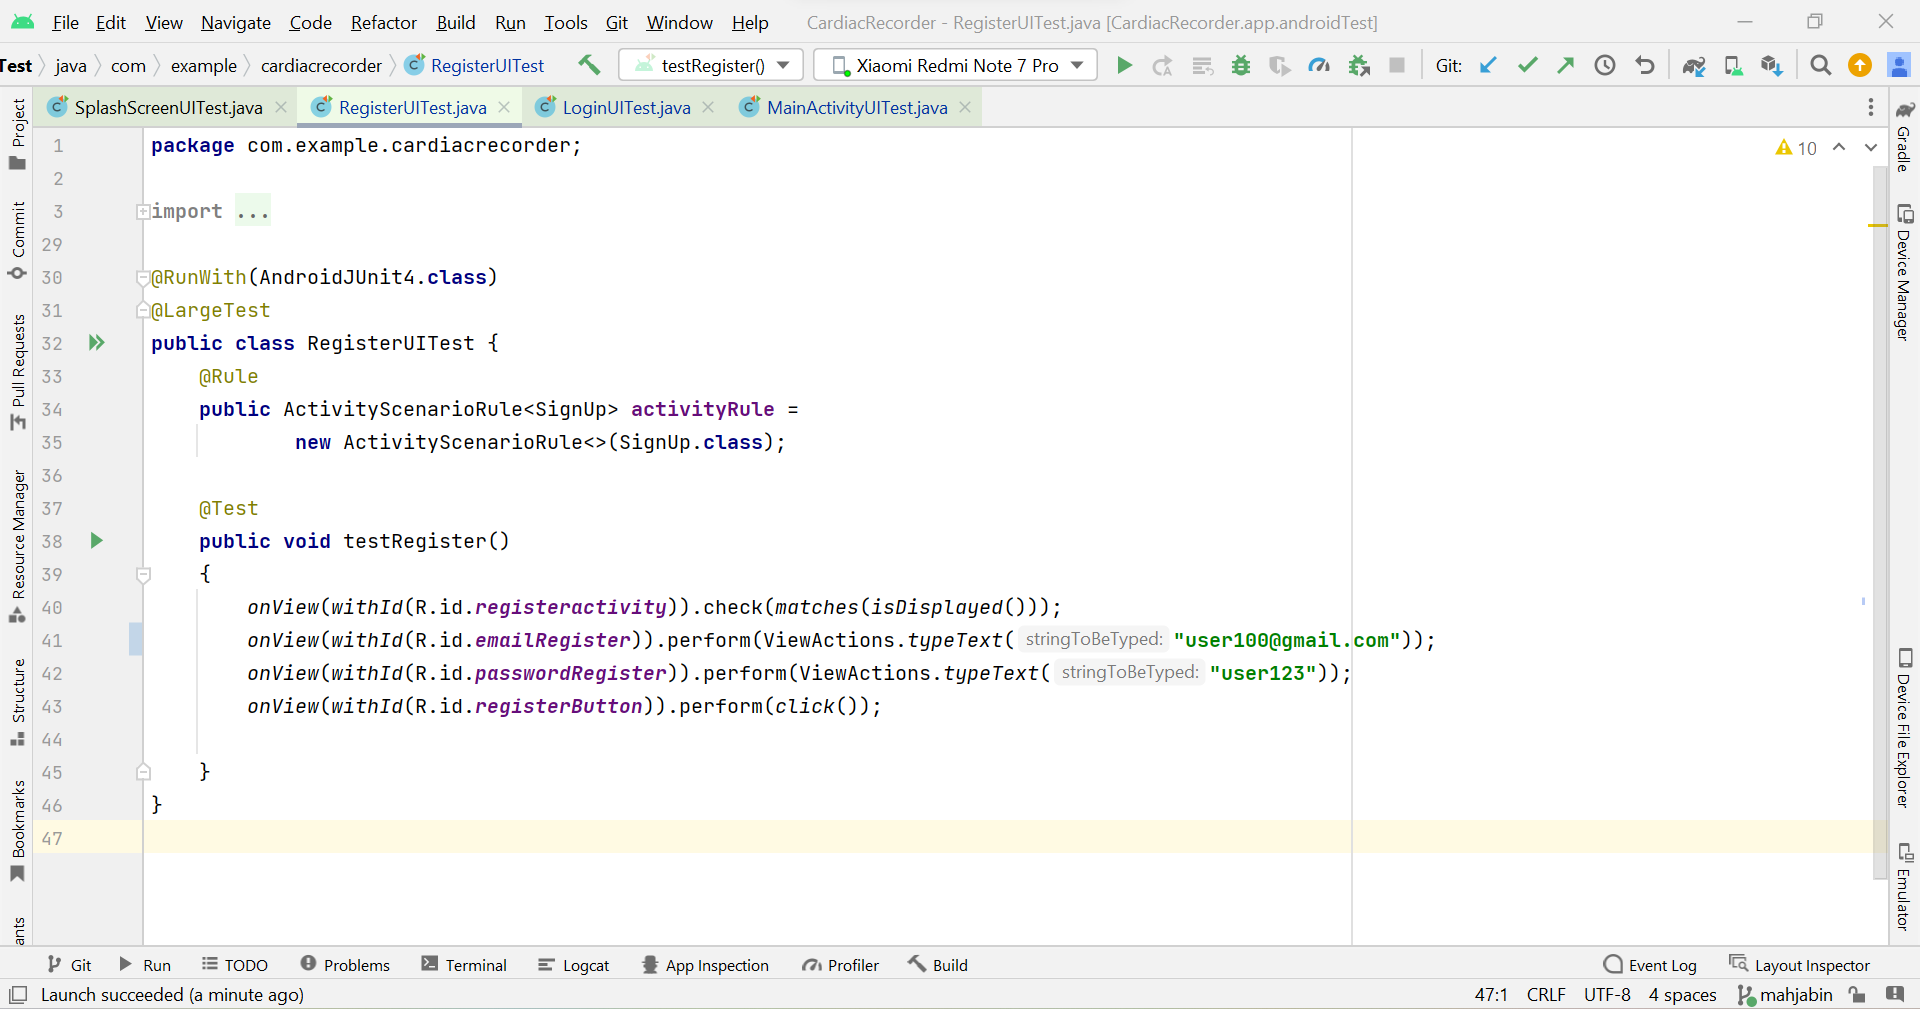 File Edit View Navigate Code Refactor Build Run Tools Git Window Help CardiacRecorder - RegisterUITest.java [CardiacRecorder.app.androidTest]
Test java com example cardiacrecorder RegisterUITest testRegister() Xiaomi Redmi Note 7 Pro Git:
SplashScreenUITest.java RegisterUITest.java LoginUITest.java MainActivityUITest.java
Project
Commit
Pull Requests
Resource Manager
Structure
Bookmarks
ants
10
1 package com.example.cardiacrecorder;
2
3 import ...
29
30 @RunWith(AndroidJUnit4.class)
31 @LargeTest
32 public class RegisterUITest {
33 @Rule
34 public ActivityScenarioRule<SignUp> activityRule =
35 new ActivityScenarioRule<>(SignUp.class);
36
37 @Test
38 public void testRegister()
39 {
40 onView(withId(R.id.registeractivity)).check(matches(isDisplayed()));
41 onView(withId(R.id.emailRegister)).perform(ViewActions.typeText( stringToBeTyped: "user100@gmail.com"));
42 onView(withId(R.id.passwordRegister)).perform(ViewActions.typeText( stringToBeTyped: "user123"));
43 onView(withId(R.id.registerButton)).perform(click());
44
45 }
46 }
47
Gradle
Device Manager
Device File Explorer
Emulator
Git Run TODO Problems Terminal Logcat App Inspection Profiler Build Event Log Layout Inspector
Launch succeeded (a minute ago) 47:1 CRLF UTF-8 4 spaces mahjabin